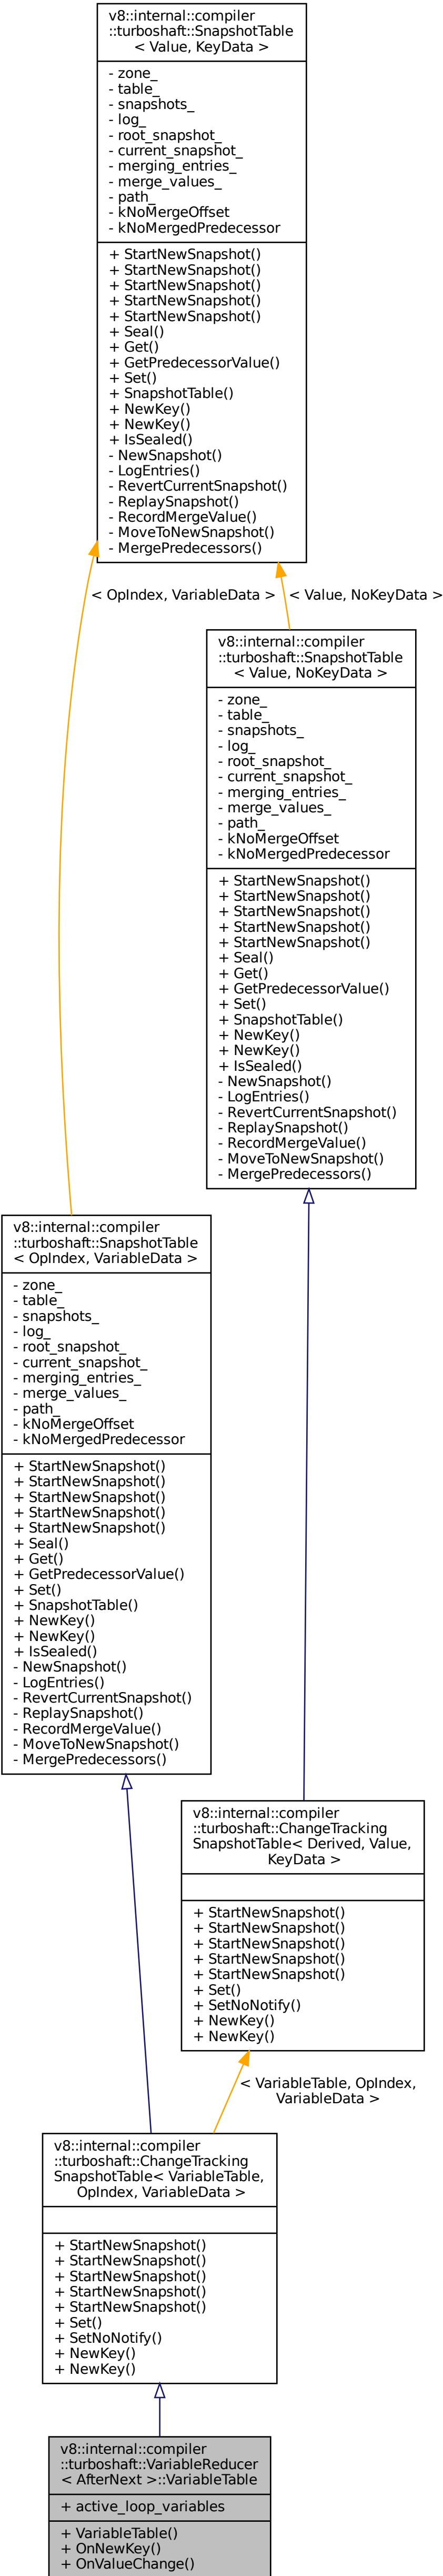 v8::internal::compiler
::turboshaft::SnapshotTable
< Value, KeyData >
- zone_
- table_
- snapshots_
- log_
- root_snapshot_
- current_snapshot_
- merging_entries_
- merge_values_
- path_
- kNoMergeOffset
- kNoMergedPredecessor
+ StartNewSnapshot()
+ StartNewSnapshot()
+ StartNewSnapshot()
+ StartNewSnapshot()
+ StartNewSnapshot()
+ Seal()
+ Get()
+ GetPredecessorValue()
+ Set()
+ SnapshotTable()
+ NewKey()
+ NewKey()
+ IsSealed()
- NewSnapshot()
- LogEntries()
- RevertCurrentSnapshot()
- ReplaySnapshot()
- RecordMergeValue()
- MoveToNewSnapshot()
- MergePredecessors()
< OpIndex, VariableData >
< Value, NoKeyData >
v8::internal::compiler
::turboshaft::SnapshotTable
< Value, NoKeyData >
- zone_
- table_
- snapshots_
- log_
- root_snapshot_
- current_snapshot_
- merging_entries_
- merge_values_
- path_
- kNoMergeOffset
- kNoMergedPredecessor
+ StartNewSnapshot()
+ StartNewSnapshot()
+ StartNewSnapshot()
+ StartNewSnapshot()
+ StartNewSnapshot()
+ Seal()
+ Get()
+ GetPredecessorValue()
+ Set()
+ SnapshotTable()
+ NewKey()
+ NewKey()
+ IsSealed()
- NewSnapshot()
- LogEntries()
- RevertCurrentSnapshot()
- ReplaySnapshot()
- RecordMergeValue()
- MoveToNewSnapshot()
- MergePredecessors()
v8::internal::compiler
::turboshaft::SnapshotTable
< OpIndex, VariableData >
- zone_
- table_
- snapshots_
- log_
- root_snapshot_
- current_snapshot_
- merging_entries_
- merge_values_
- path_
- kNoMergeOffset
- kNoMergedPredecessor
+ StartNewSnapshot()
+ StartNewSnapshot()
+ StartNewSnapshot()
+ StartNewSnapshot()
+ StartNewSnapshot()
+ Seal()
+ Get()
+ GetPredecessorValue()
+ Set()
+ SnapshotTable()
+ NewKey()
+ NewKey()
+ IsSealed()
- NewSnapshot()
- LogEntries()
- RevertCurrentSnapshot()
- ReplaySnapshot()
- RecordMergeValue()
- MoveToNewSnapshot()
- MergePredecessors()
v8::internal::compiler
::turboshaft::ChangeTracking
SnapshotTable< Derived, Value,
KeyData >
+ StartNewSnapshot()
+ StartNewSnapshot()
+ StartNewSnapshot()
+ StartNewSnapshot()
+ StartNewSnapshot()
+ Set()
+ SetNoNotify()
+ NewKey()
+ NewKey()
< VariableTable, OpIndex,
VariableData >
v8::internal::compiler
::turboshaft::ChangeTracking
SnapshotTable< VariableTable,
OpIndex, VariableData >
+ StartNewSnapshot()
+ StartNewSnapshot()
+ StartNewSnapshot()
+ StartNewSnapshot()
+ StartNewSnapshot()
+ Set()
+ SetNoNotify()
+ NewKey()
+ NewKey()
v8::internal::compiler
::turboshaft::VariableReducer
< AfterNext >::VariableTable
+ active_loop_variables
+ VariableTable()
+ OnNewKey()
+ OnValueChange()